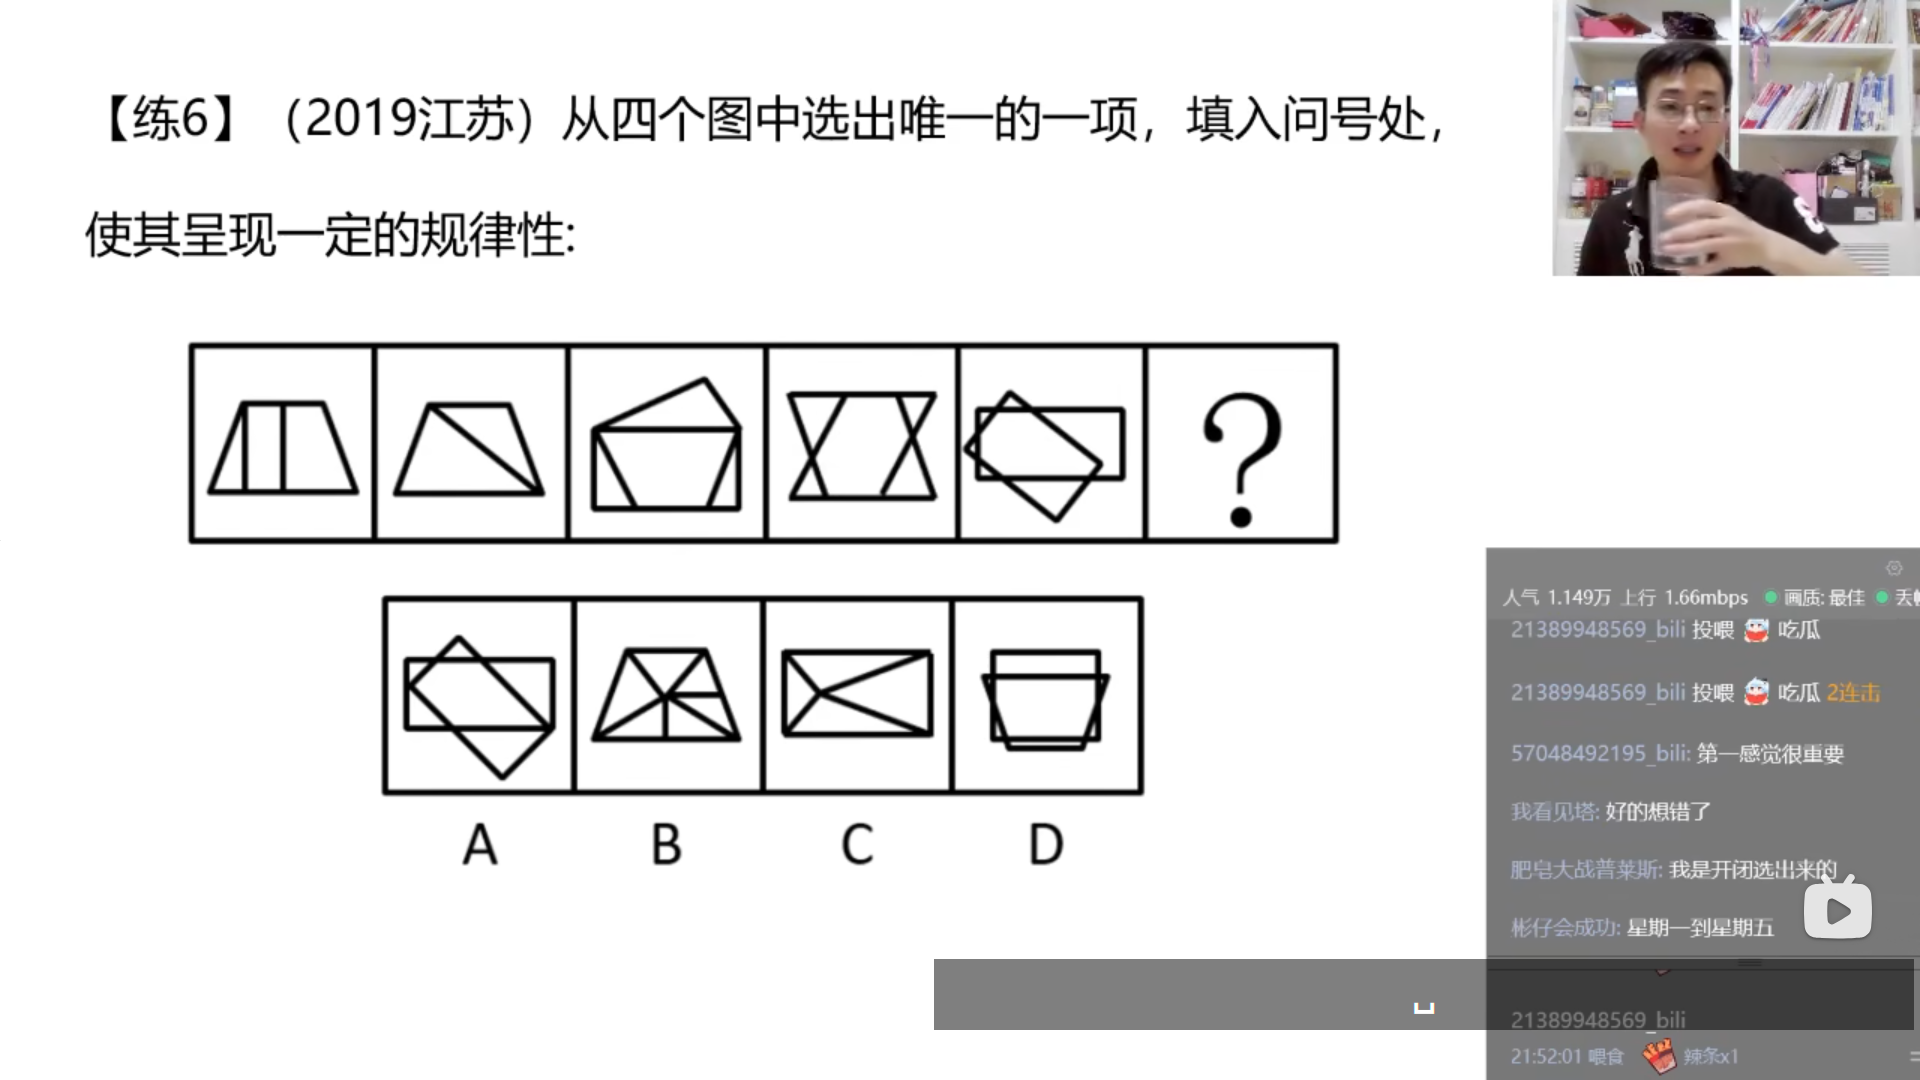 【练6】（2019江苏）从四个图中选出唯一的一项，填入问号处，
使其呈现一定的规律性:
?
A B C D
人气 1.149万 上行 1.66mbps 画质: 最佳
21389948569_bili 投喂 吃瓜
21389948569_bili 投喂 吃瓜 2连击
57048492195_bili: 第一感觉很重要
我看见塔: 好的想错了
肥皂大战普莱斯: 我是开闭选出来的
彬仔会成功: 星期一到星期五
21389948569_bili
21:52:01 喂食 辣条x1